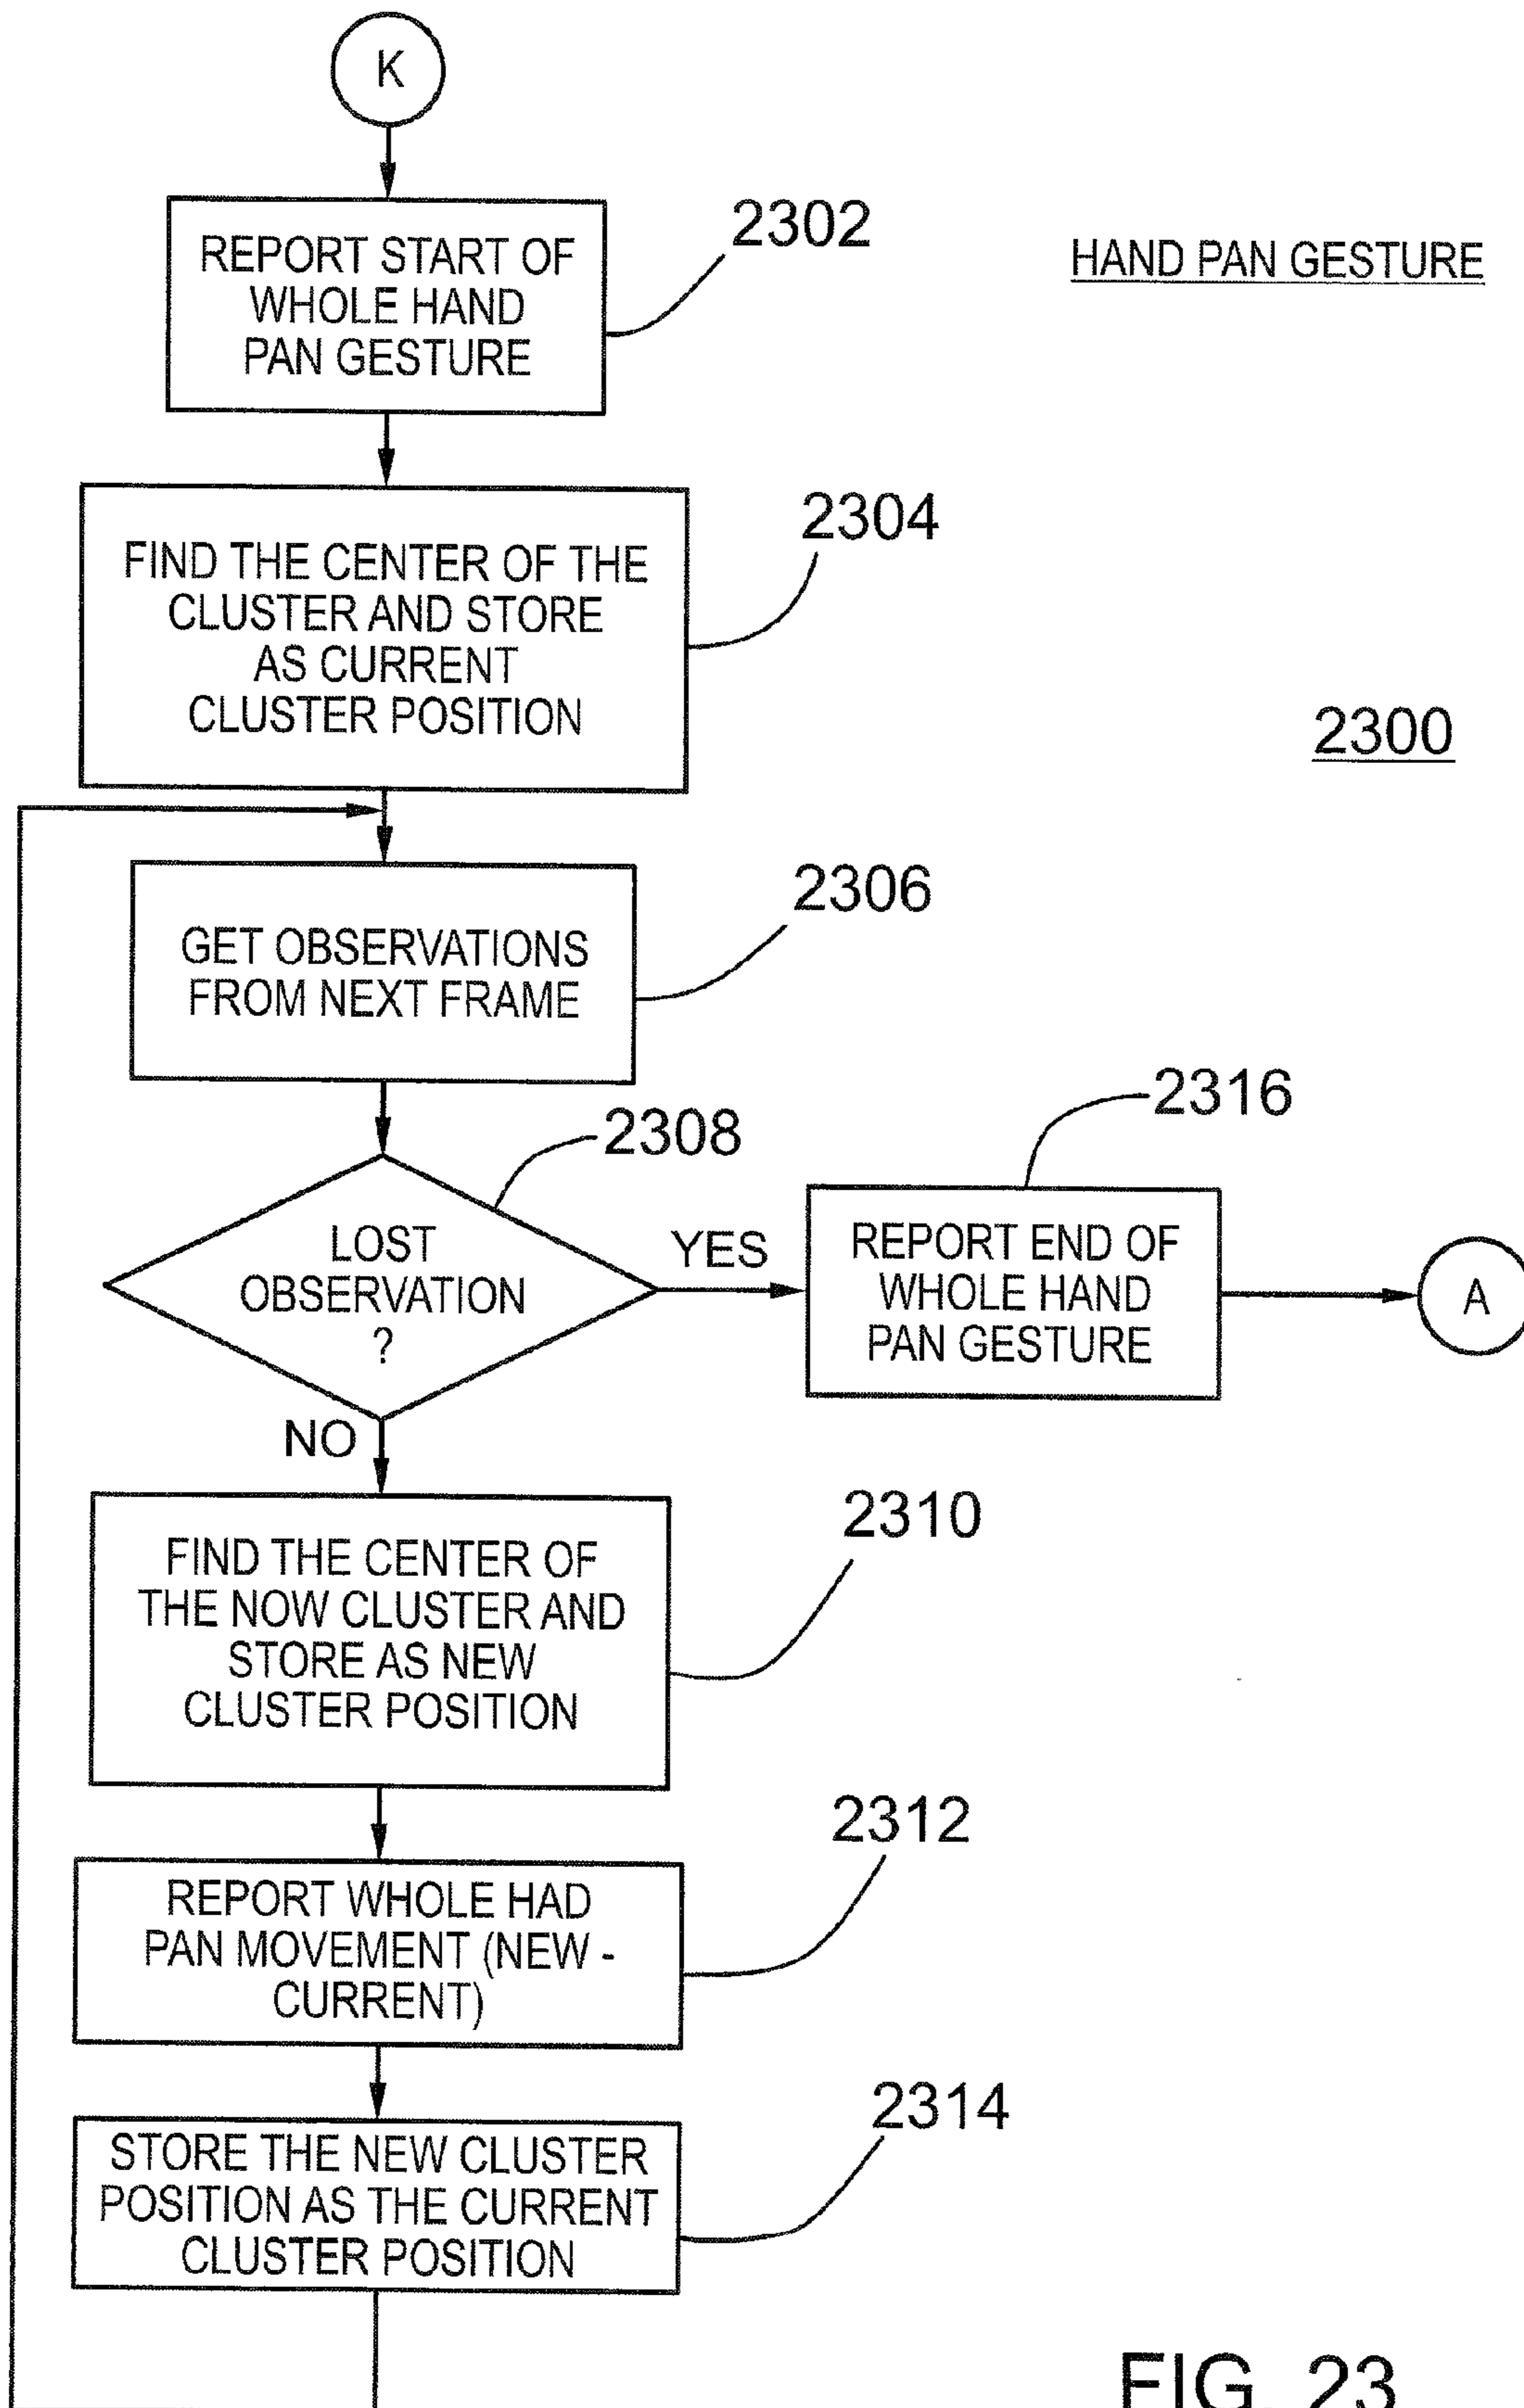 K
REPORT START OF
WHOLE HAND
PAN GESTURE
2302
HAND PAN GESTURE
FIND THE CENTER OF THE
CLUSTER AND STORE
AS CURRENT
CLUSTER POSITION
2304
2300
GET OBSERVATIONS
FROM NEXT FRAME
2306
LOST
OBSERVATION
?
2308
YES
REPORT END OF
WHOLE HAND
PAN GESTURE
2316
A
NO
FIND THE CENTER OF
THE NOW CLUSTER AND
STORE AS NEW
CLUSTER POSITION
2310
REPORT WHOLE HAD
PAN MOVEMENT (NEW -
CURRENT)
2312
STORE THE NEW CLUSTER
POSITION AS THE CURRENT
CLUSTER POSITION
2314
FIG. 23